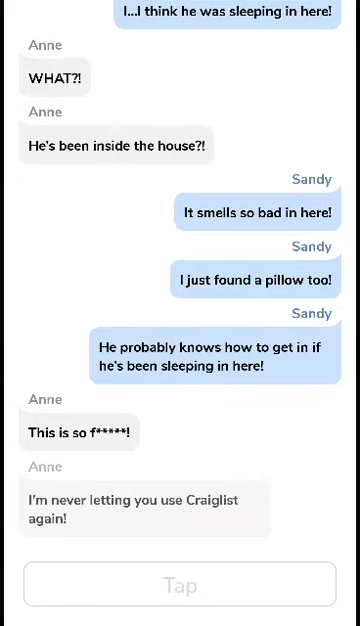 I...I think he was sleeping in here!
Anne
WHAT?!
Anne
He's been inside the house?!
Sandy
It smells so bad in here!
Sandy
I just found a pillow too!
Sandy
He probably knows how to get in if
he's been sleeping in here!
Anne
This is so f*****!
Anne
I'm never letting you use Craiglist
again!
Tap